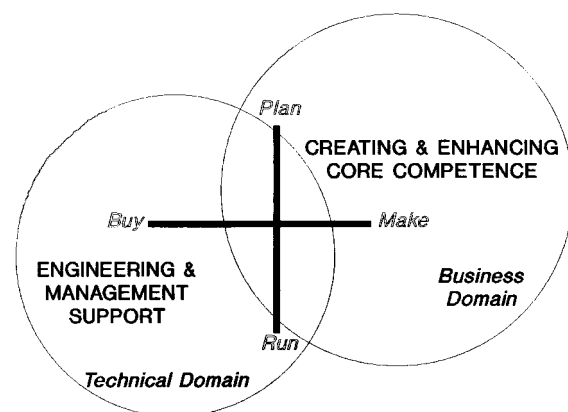 Plan
CREATING & ENHANCING
CORE COMPETENCE
Buy
Make
ENGINEERING &
MANAGEMENT
SUPPORT
Business
Domain
Run
Technical Domain